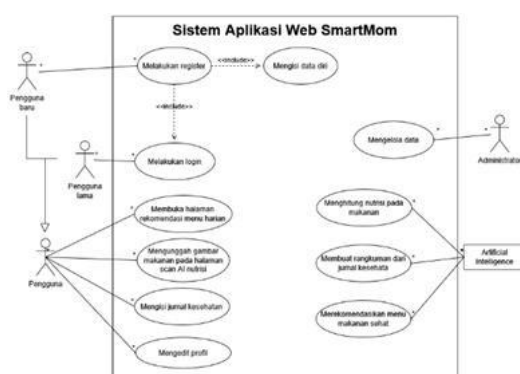 Sistem Aplikasi Web SmartMom
Melakukan register
<<include>>
Mengisi data diri
Pengguna
baru
<<include>>
Mengelola data
Administrator
Melakukan login
Pengguna
lama
Membuka halaman
rekomendasi menu harian
Menghitung nutrisi pada
makanan
Mengunggah gambar
makanan pada halaman
scan AI nutrisi
Membuat rangkuman dari
jurnal kesehatan
Artificial
Intelligence
Pengguna
Mengisi jurnal kesehatan
Merekomendasikan menu
makanan sehat
Mengedit profil